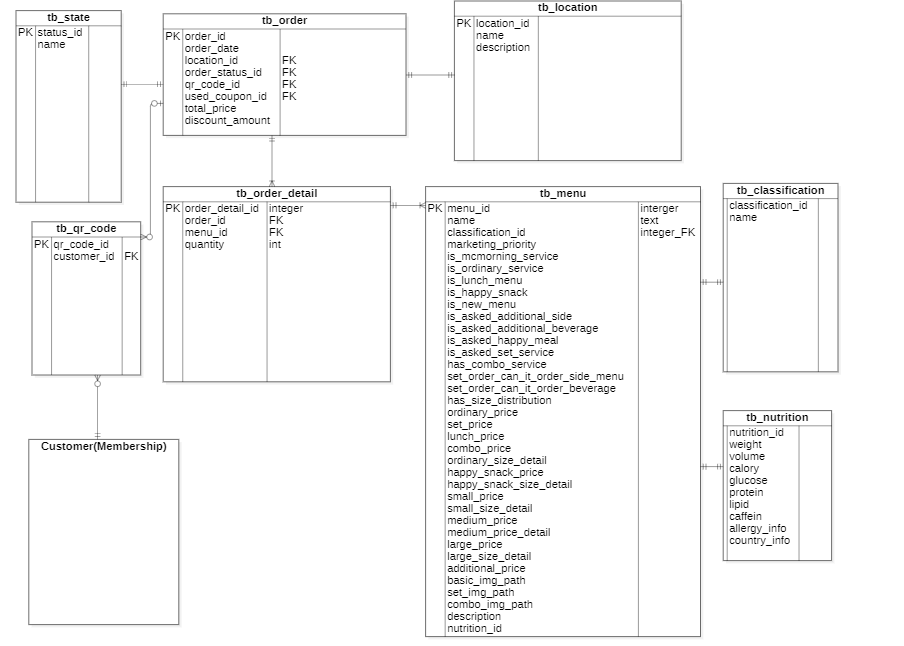 tb_state
PK status_id
name
tb_order
PK order_id
order_date
location_id FK
order_status_id FK
qr_code_id FK
used_coupon_id FK
total_price
discount_amount
tb_location
PK location_id
name
description
tb_qr_code
PK qr_code_id
customer_id FK
Customer(Membership)
tb_order_detail
PK order_detail_id integer
order_id FK
menu_id FK
quantity int
tb_menu
PK menu_id interger
name text
classification_id integer_FK
marketing_priority
is_mcmorning_service
is_ordinary_service
is_lunch_menu
is_happy_snack
is_new_menu
is_asked_additional_side
is_asked_additional_beverage
is_asked_happy_meal
is_asked_set_service
has_combo_service
set_order_can_it_order_side_menu
set_order_can_it_order_beverage
has_size_distribution
ordinary_price
set_price
lunch_price
combo_price
ordinary_size_detail
happy_snack_price
happy_snack_size_detail
small_price
small_size_detail
medium_price
medium_price_detail
large_price
large_size_detail
additional_price
basic_img_path
set_img_path
combo_img_path
description
nutrition_id
tb_classification
classification_id
name
tb_nutrition
nutrition_id
weight
volume
calory
glucose
protein
lipid
caffein
allergy_info
country_info